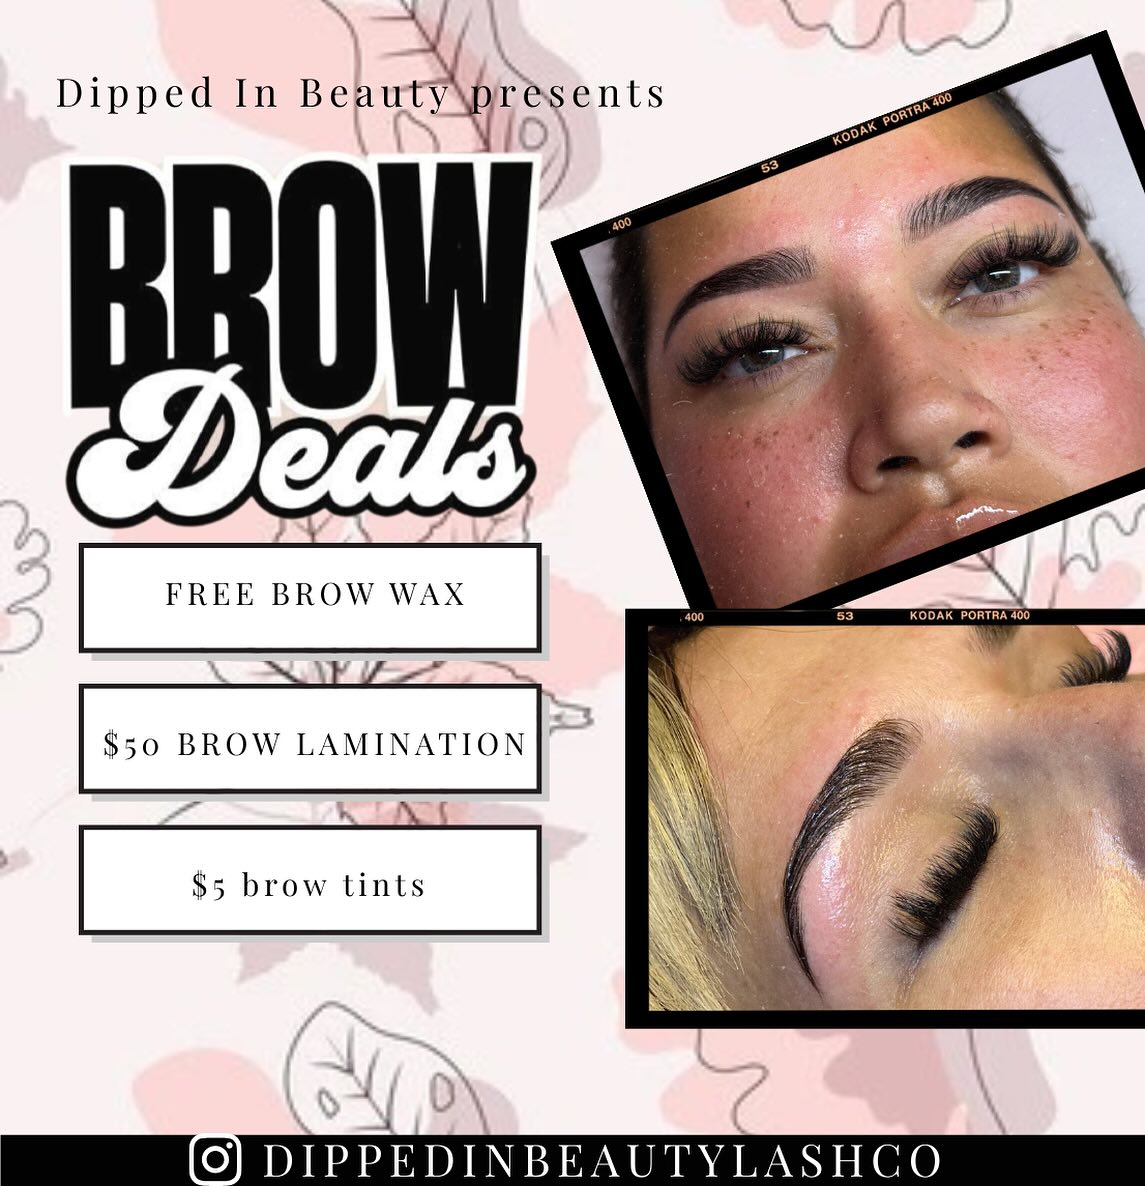 Dipped In Beauty presents
BROW
Deals
FREE BROW WAX
$50 BROW LAMINATION
$5 brow tints
400
53
KODAK PORTRA 400
400
53
KODAK PORTRA 400
DIPPEDINBEAUTYLASHCO